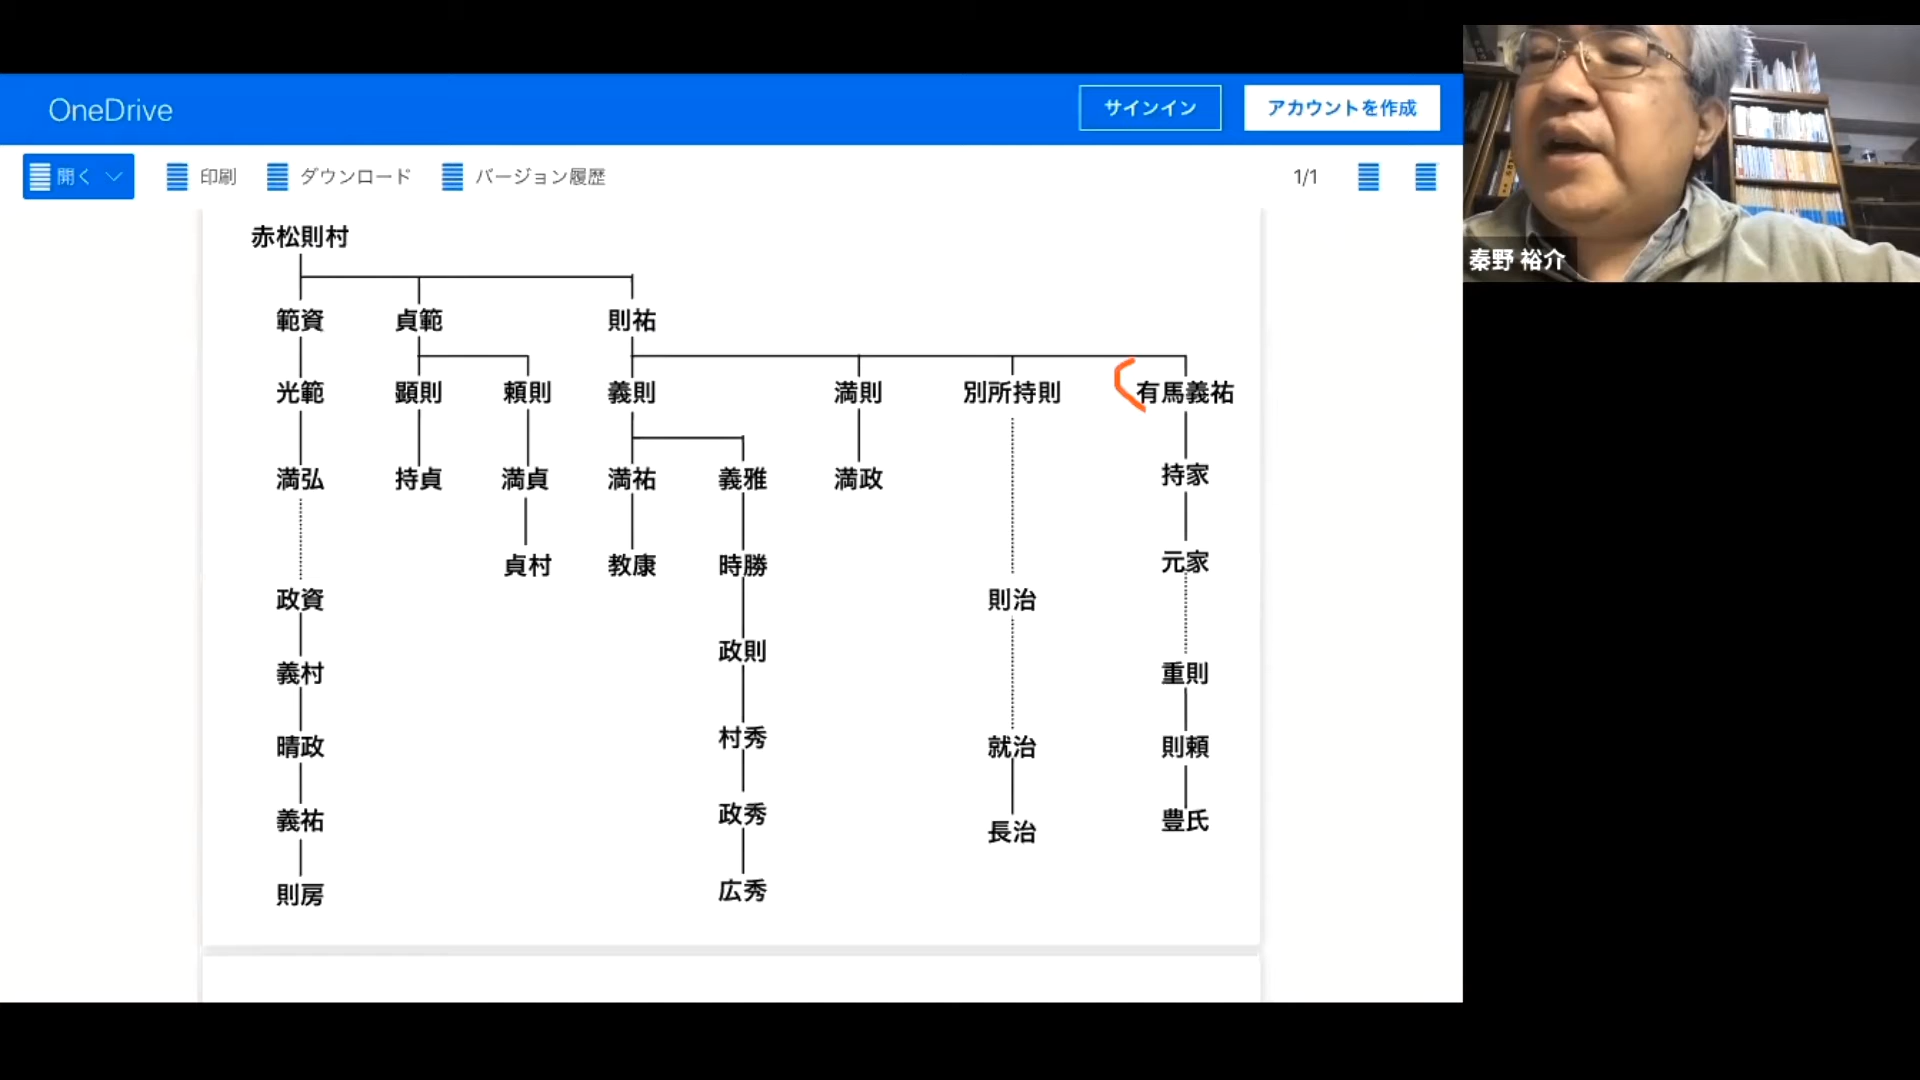 OneDrive
サインイン
アカウントを作成
開く
印刷
ダウンロード
バージョン履歴
1/1
秦野 裕介
赤松則村
範資 貞範 則祐
光範 顕則 頼則 義則 満則 別所持則 有馬義祐
満弘 持貞 満貞 満祐 義雅 満政 持家
貞村 教康 時勝 元家
政資 則治
政則
義村 重則
村秀
晴政 就治 則頼
政秀
義祐 長治 豊氏
則房 広秀